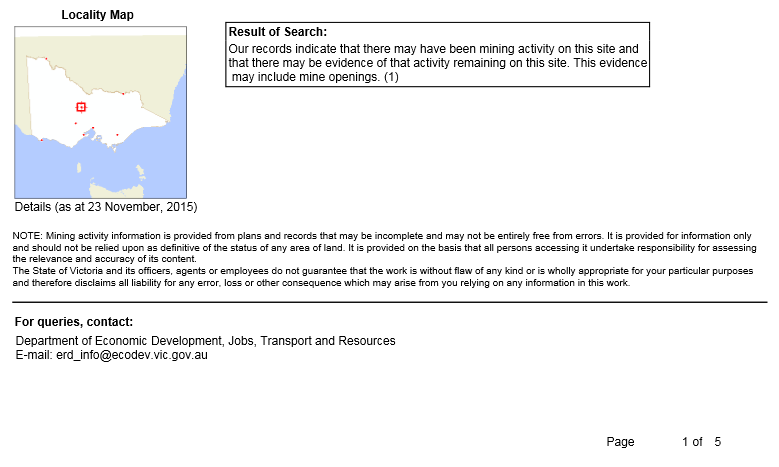 Locality Map
Result of Search:
Our records indicate that there may have been mining activity on this site and
that there may be evidence of that activity remaining on this site. This evidence
may include mine openings. (1)
Details (as at 23 November, 2015)
NOTE: Mining activity information is provided from plans and records that may be incomplete and may not be entirely free from errors. It is provided for information only
and should not be relied upon as definitive of the status of any area of land. It is provided on the basis that all persons accessing it undertake responsibility for assessing
the relevance and accuracy of its content.
The State of Victoria and its officers, agents or employees do not guarantee that the work is without flaw of any kind or is wholly appropriate for your particular purposes
and therefore disclaims all liability for any error, loss or other consequence which may arise from you relying on any information in this work.
For queries, contact:
Department of Economic Development, Jobs, Transport and Resources
E-mail: erd_info@ecodev.vic.gov.au
Page 1 of 5